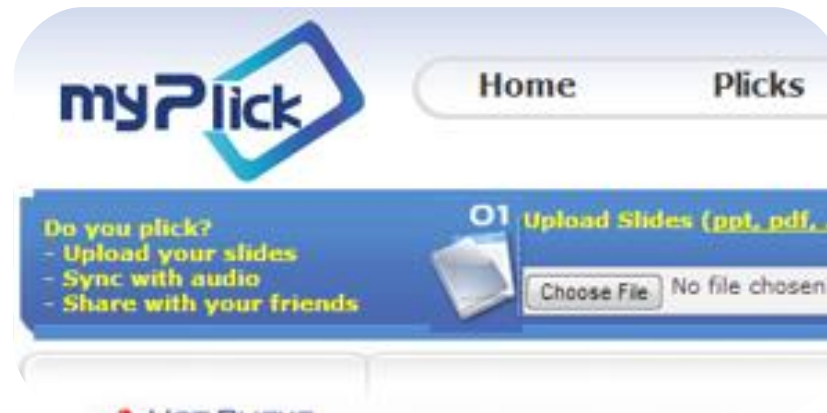 myPlick
Home Plicks
Do you plick?
- Upload your slides
- Sync with audio
- Share with your friends
01 Upload Slides (ppt, pdf,
Choose File No file chosen